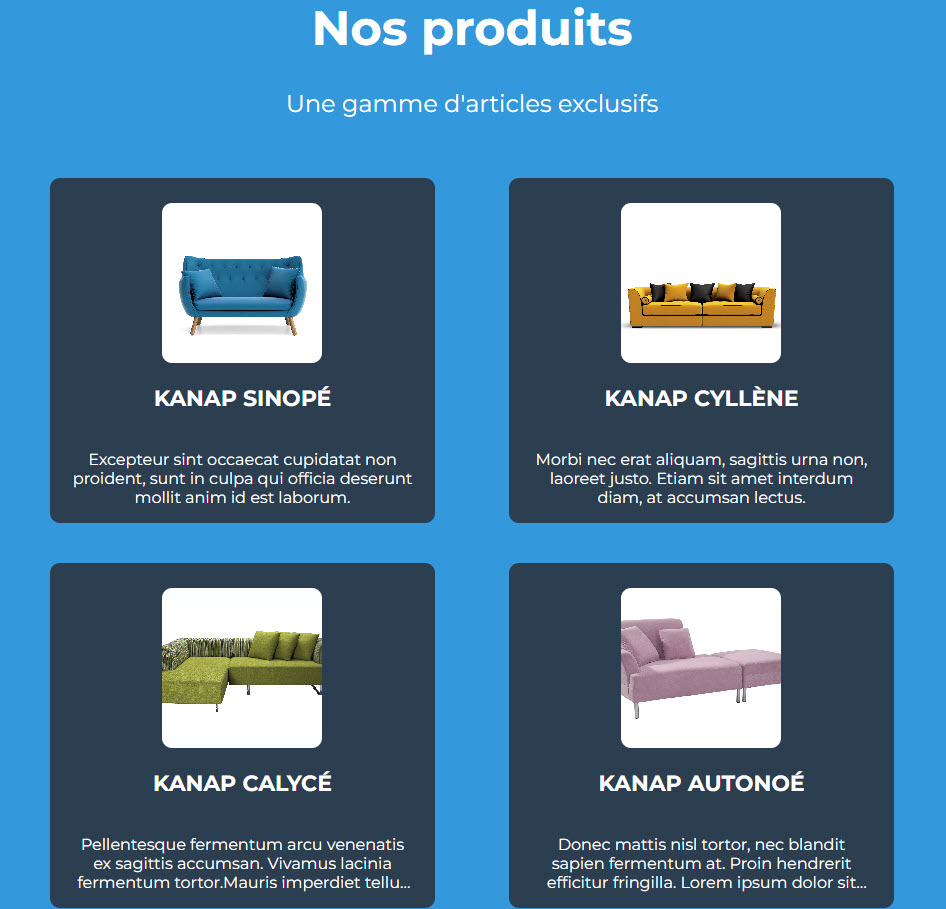 Nos produits
Une gamme d'articles exclusifs
KANAP SINOPÉ
Excepteur sint occaecat cupidatat non
proident, sunt in culpa qui officia deserunt
mollit anim id est laborum.
KANAP CYLLÈNE
Morbi nec erat aliquam, sagittis urna non,
laoreet justo. Etiam sit amet interdum
diam, at accumsan lectus.
KANAP CALYCÉ
Pellentesque fermentum arcu venenatis
ex sagittis accumsan. Vivamus lacinia
fermentum tortor.Mauris imperdiet tellu...
KANAP AUTONOÉ
Donec mattis nisl tortor, nec blandit
sapien fermentum at. Proin hendrerit
efficitur fringilla. Lorem ipsum dolor sit...